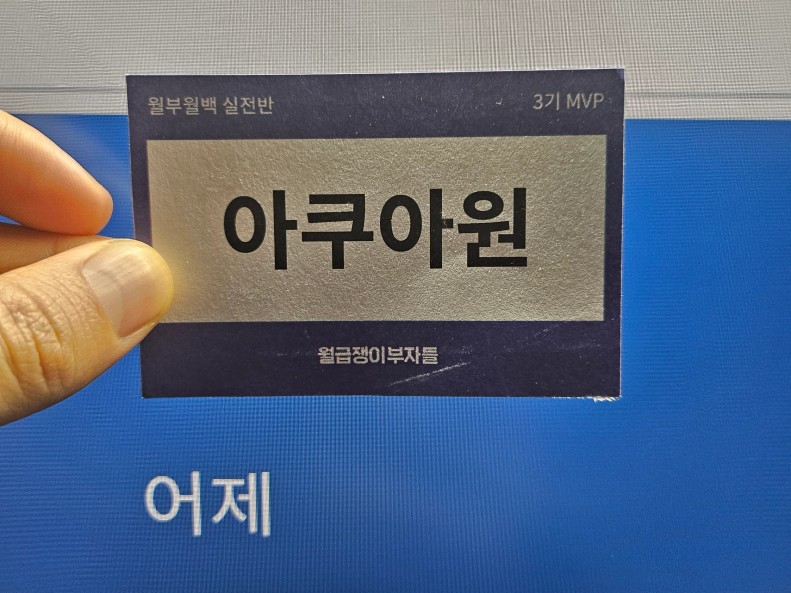 월부월백 실전반
3기 MVP
아쿠아원
월급쟁이부자들
어제